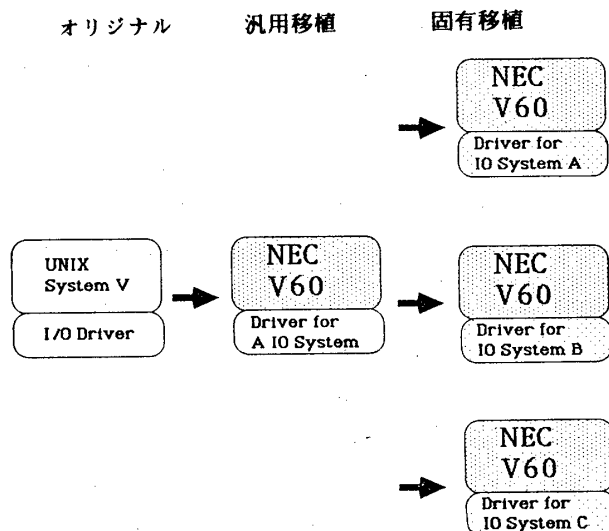 オリジナル 汎用移植 固有移植
NEC
V60
Driver for
IO System A
UNIX
System V
I/O Driver
NEC
V60
Driver for
A IO System
NEC
V60
Driver for
IO System B
NEC
V60
Driver for
IO System C